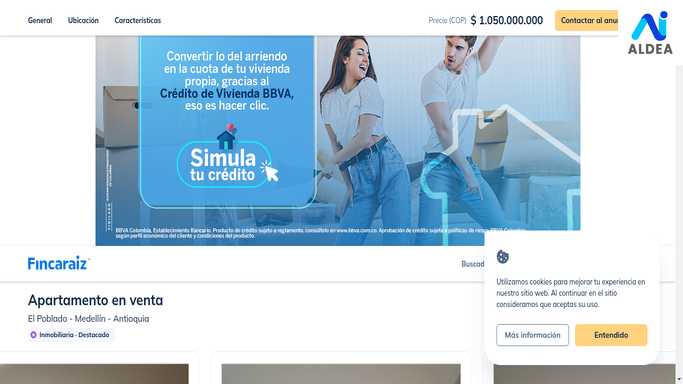 General Ubicación Características Precio (COP) $ 1.050.000.000 Contactar al anu
ALDEA
Convertir lo del arriendo
en la cuota de tu vivienda
propia, gracias al
Crédito de Vivienda BBVA,
eso es hacer clic.
Simula
tu crédito
BBVA Colombia, Establecimiento Bancario. Producto de crédito sujeto a reglamento, consúltelo en www.bbva.com.co. Aprobación de crédito sujeta a políticas de riesgo BBVA Colombia,
según perfil económico del cliente y condiciones del producto.
Fincaraiz Buscad
Apartamento en venta
El Poblado - Medellín - Antioquia
Inmobiliaria - Destacado
Utilizamos cookies para mejorar tu experiencia en
nuestro sitio web. Al continuar en el sitio
consideramos que aceptas su uso.
Más información Entendido